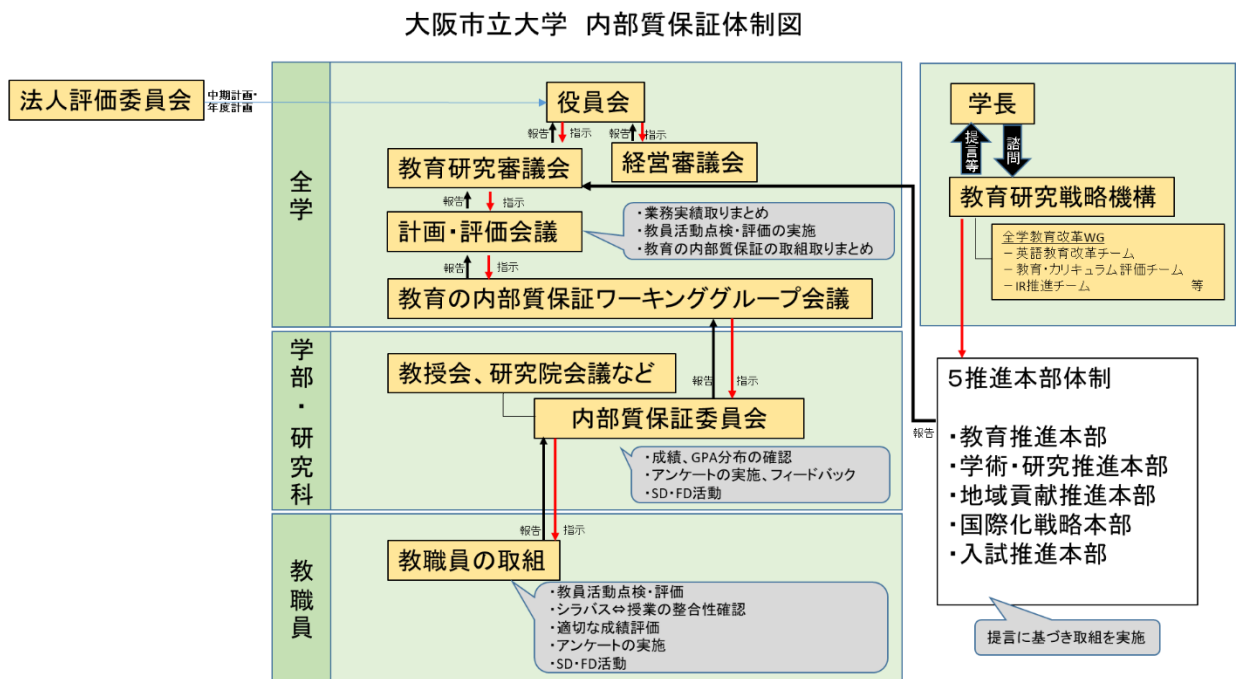 大阪市立大学 内部質保証体制図
法人評価委員会
中期計画・
年度計画
全学
役員会
報告
指示
報告
指示
教育研究審議会
経営審議会
報告
指示
計画・評価会議
・業務実績取りまとめ
・教員活動点検・評価の実施
・教育の内部質保証の取組取りまとめ
報告
指示
教育の内部質保証ワーキンググループ会議
学部・研究科
教授会、研究院会議など
報告
指示
内部質保証委員会
・成績、GPA分布の確認
・アンケートの実施、フィードバック
・SD・FD活動
教職員
報告
指示
教職員の取組
・教員活動点検・評価
・シラバス⇔授業の整合性確認
・適切な成績評価
・アンケートの実施
・SD・FD活動
学長
提言等
諮問
教育研究戦略機構
全学教育改革WG
－英語教育改革チーム
－教育・カリキュラム評価チーム
－IR推進チーム 等
報告
5推進本部体制
・教育推進本部
・学術・研究推進本部
・地域貢献推進本部
・国際化戦略本部
・入試推進本部
提言に基づき取組を実施